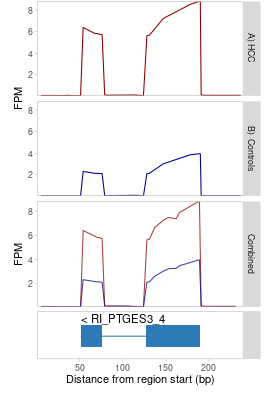 8
6
4
2
A) HCC
FPM
8
6
4
2
B) Controls
8
6
4
2
Combined
FPM
< RI_PTGES3_4
50 100 150 200
Distance from region start (bp)